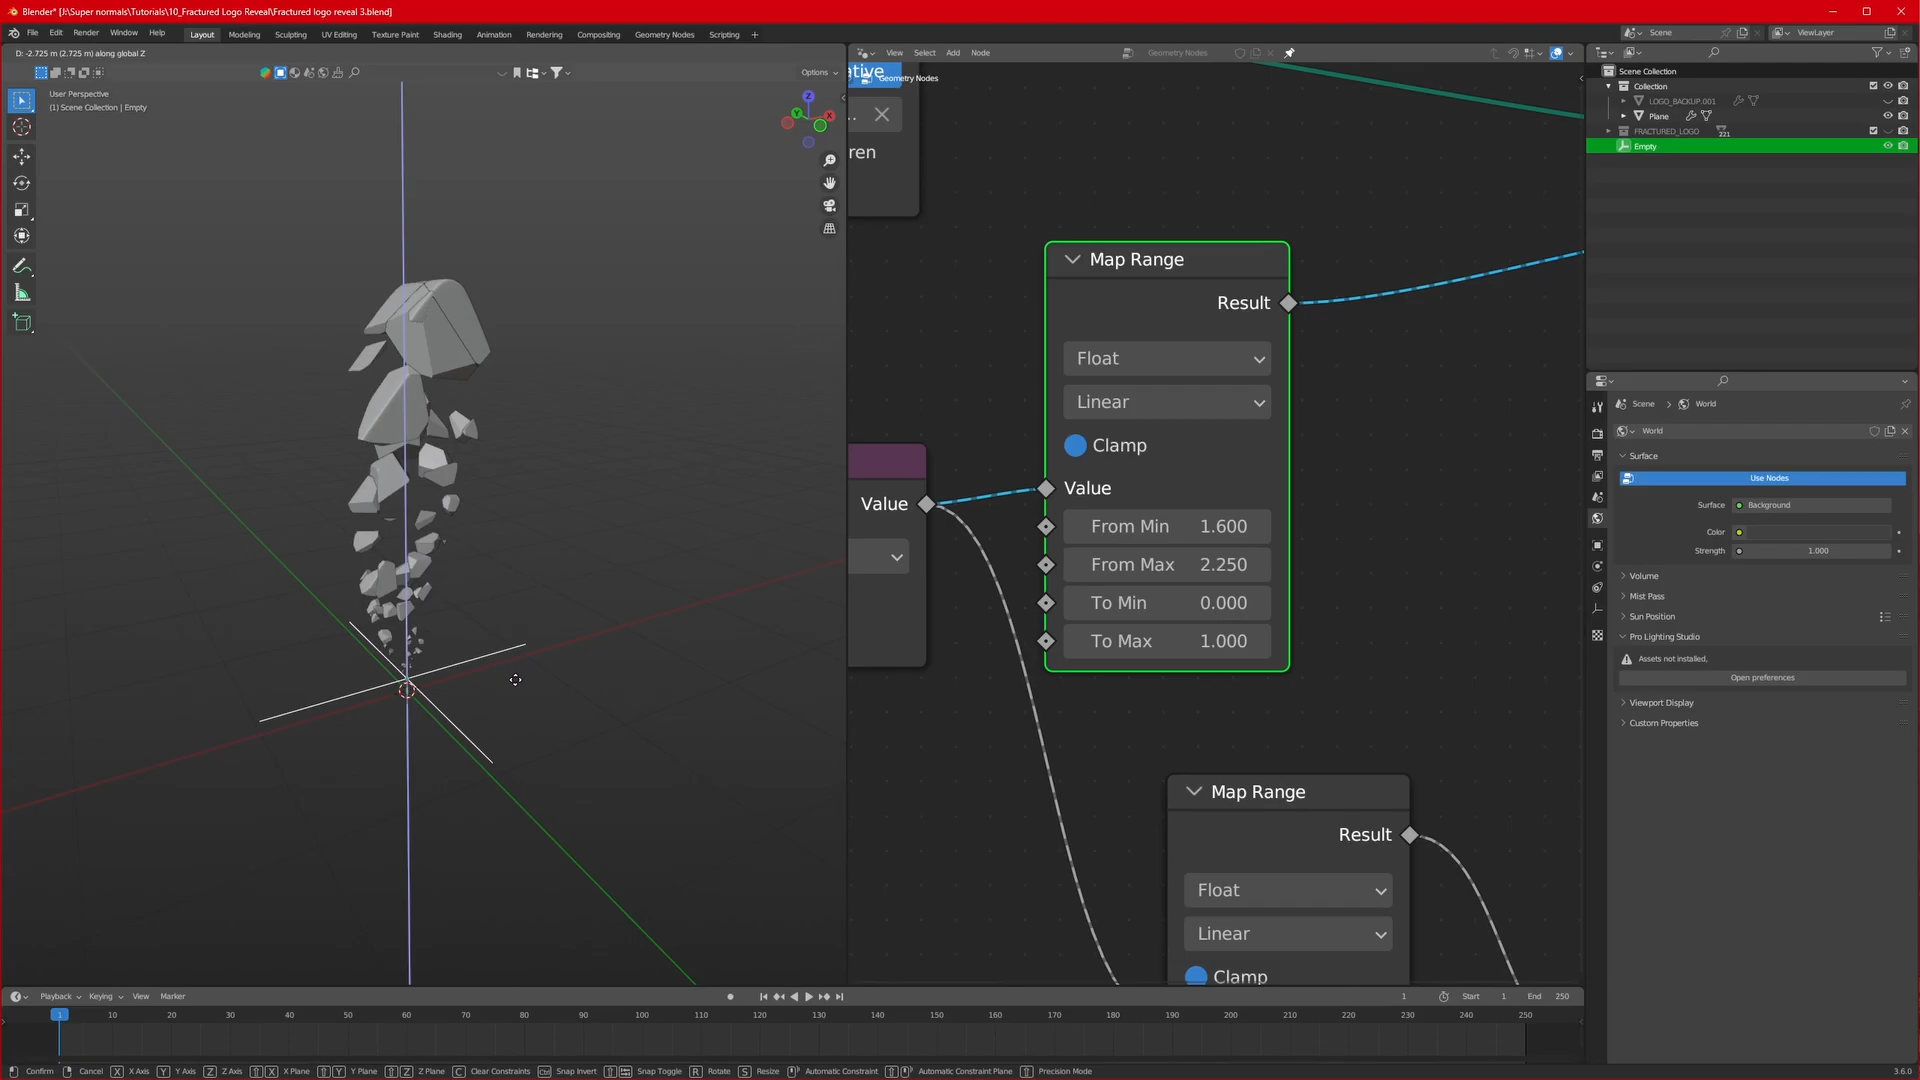 Blender* [J:\Super normals\Tutorials\10_Fractured Logo Reveal\Fractured logo reveal 3.blend]
File Edit Render Window Help Layout Modeling Sculpting UV Editing Texture Paint Shading Animation Rendering Compositing Geometry Nodes Scripting + Scene ViewLayer
D: -2.725 m (2.725 m) along global Z
View Select Add Node Geometry Nodes
Options
User Perspective
(1) Scene Collection | Empty
Z
Y
X
ative
Geometry Nodes
..
ren
Map Range
Result
Float
Linear
Clamp
Value
Value
From Min 1.600
From Max 2.250
To Min 0.000
To Max 1.000
Map Range
Result
Float
Linear
Clamp
Scene Collection
Collection
LOGO_BACKUP.001
Plane
FRACTURED_LOGO
221
Empty
Scene > World
World
Surface
Use Nodes
Surface Background
Color
Strength 1.000
Volume
Mist Pass
Sun Position
Pro Lighting Studio
Assets not installed,
Open preferences
Viewport Display
Custom Properties
Playback Keying View Marker 1 Start 1 End 250
1 10 20 30 40 50 60 70 80 90 100 110 120 130 140 150 160 170 180 190 200 210 220 230 240 250
Confirm Cancel X X Axis Y Y Axis Z Z Axis X X Plane Y Y Plane Z Z Plane C Clear Constraints Ctrl Snap Invert Snap Toggle R Rotate S Resize Automatic Constraint Automatic Constraint Plane Precision Mode 3.6.0